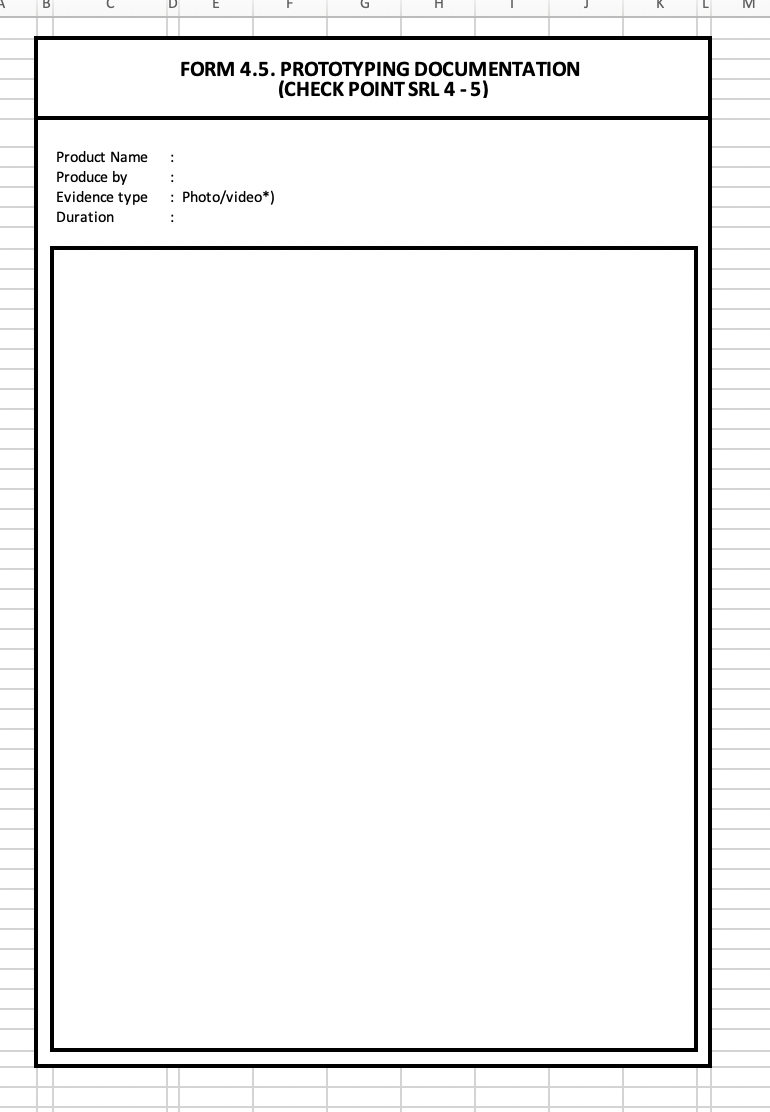 A B C D E F G H I J K L M
FORM 4.5. PROTOTYPING DOCUMENTATION
(CHECK POINT SRL 4 - 5)
Product Name :
Produce by :
Evidence type : Photo/video*)
Duration :